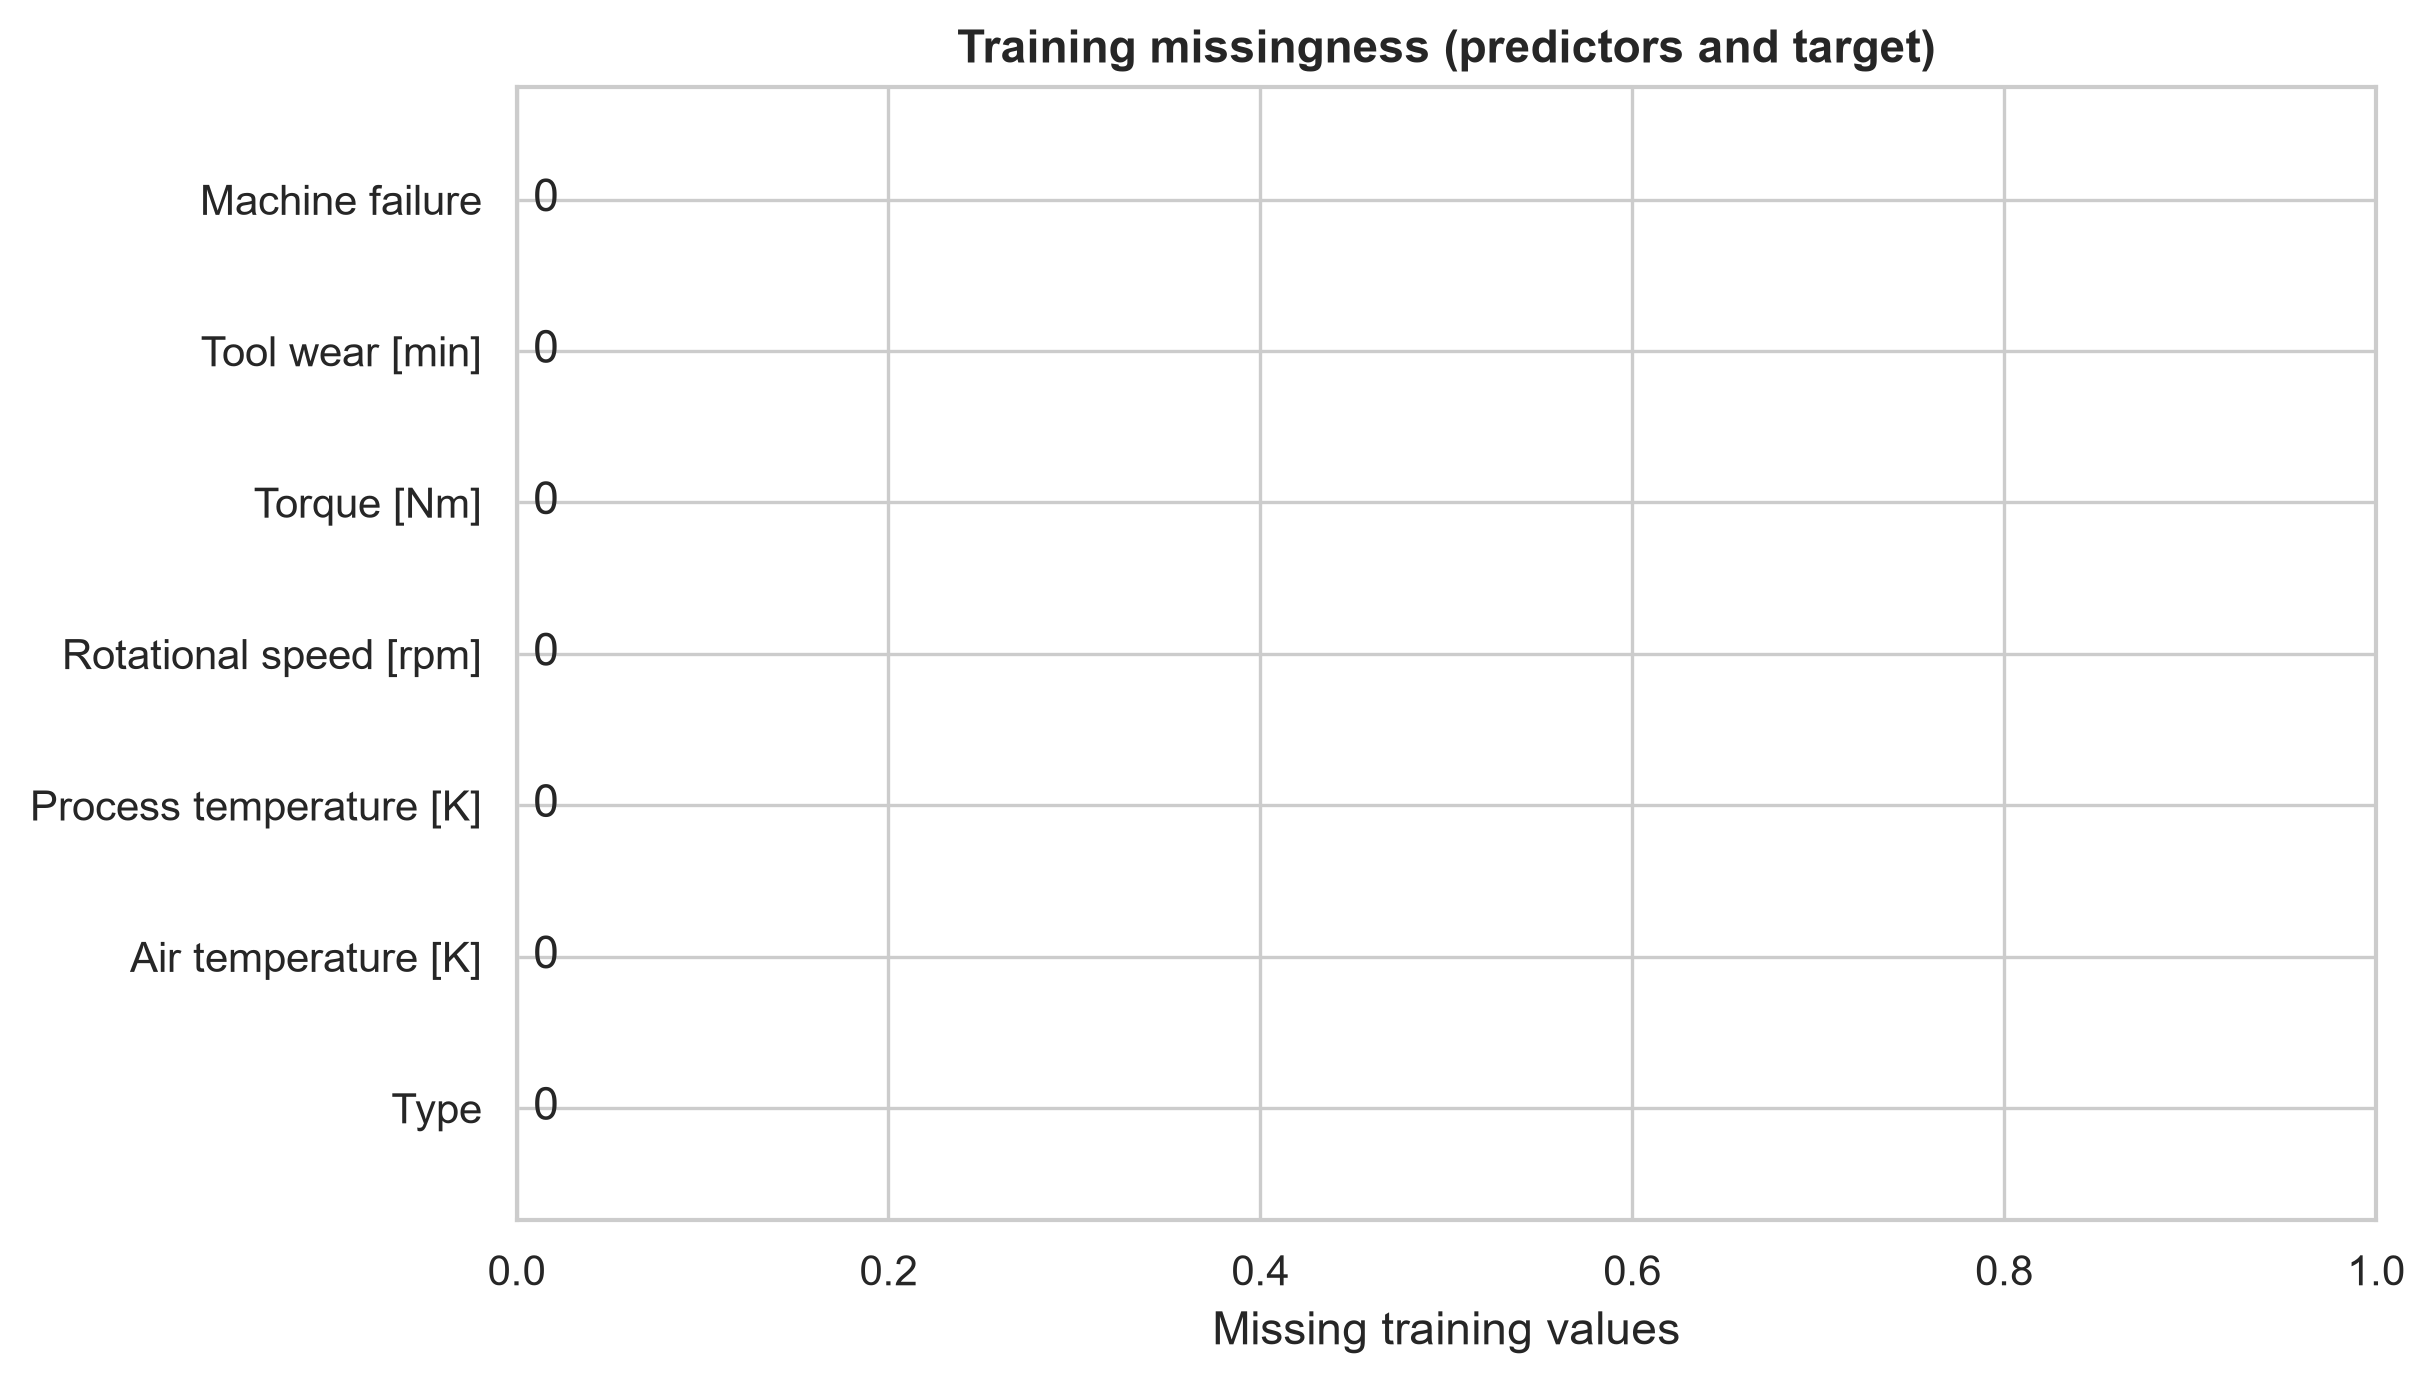 Training missingness (predictors and target)
Machine failure 0
Tool wear [min] 0
Torque [Nm] 0
Rotational speed [rpm] 0
Process temperature [K] 0
Air temperature [K] 0
Type 0
0.0 0.2 0.4 0.6 0.8 1.0
Missing training values